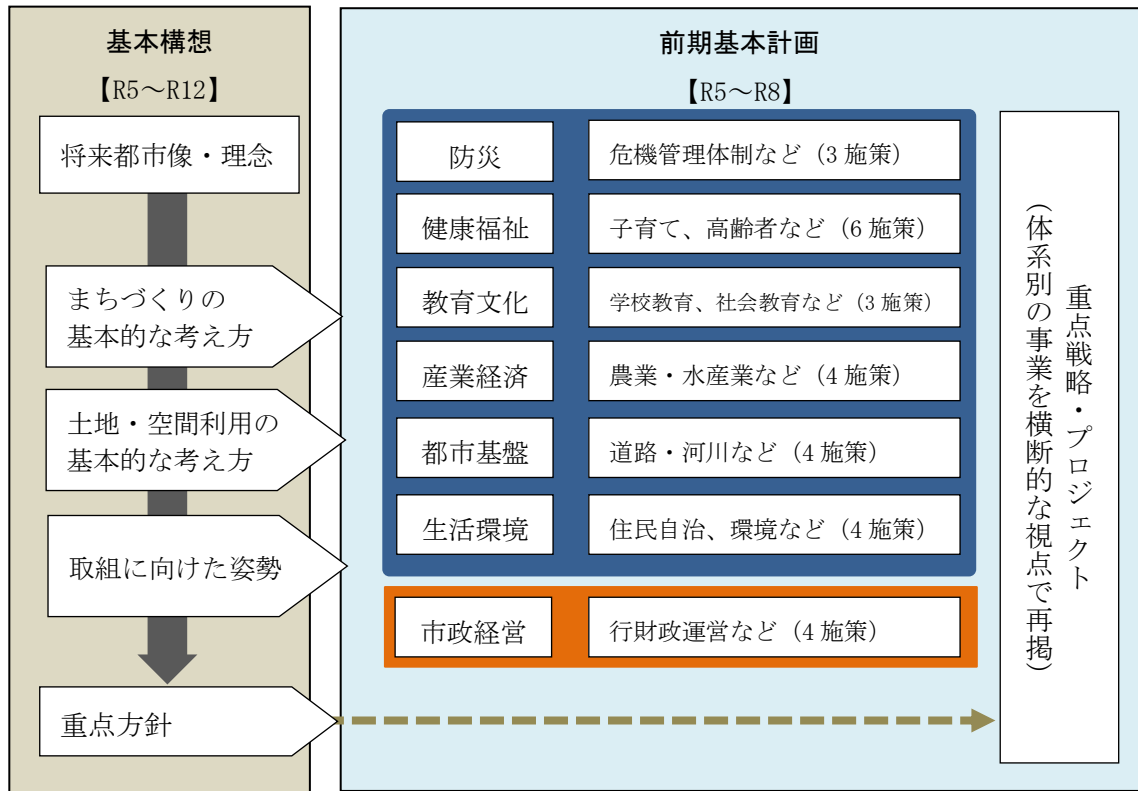 基本構想
【R5～R12】
将来都市像・理念
まちづくりの
基本的な考え方
土地・空間利用の
基本的な考え方
取組に向けた姿勢
重点方針
前期基本計画
【R5～R8】
防災
危機管理体制など（3 施策）
健康福祉
子育て、高齢者など（6 施策）
教育文化
学校教育、社会教育など（3 施策）
産業経済
農業・水産業など（4 施策）
都市基盤
道路・河川など（4 施策）
生活環境
住民自治、環境など（4 施策）
市政経営
行財政運営など（4 施策）
重点戦略・プロジェクト
（体系別の事業を横断的な視点で再掲）